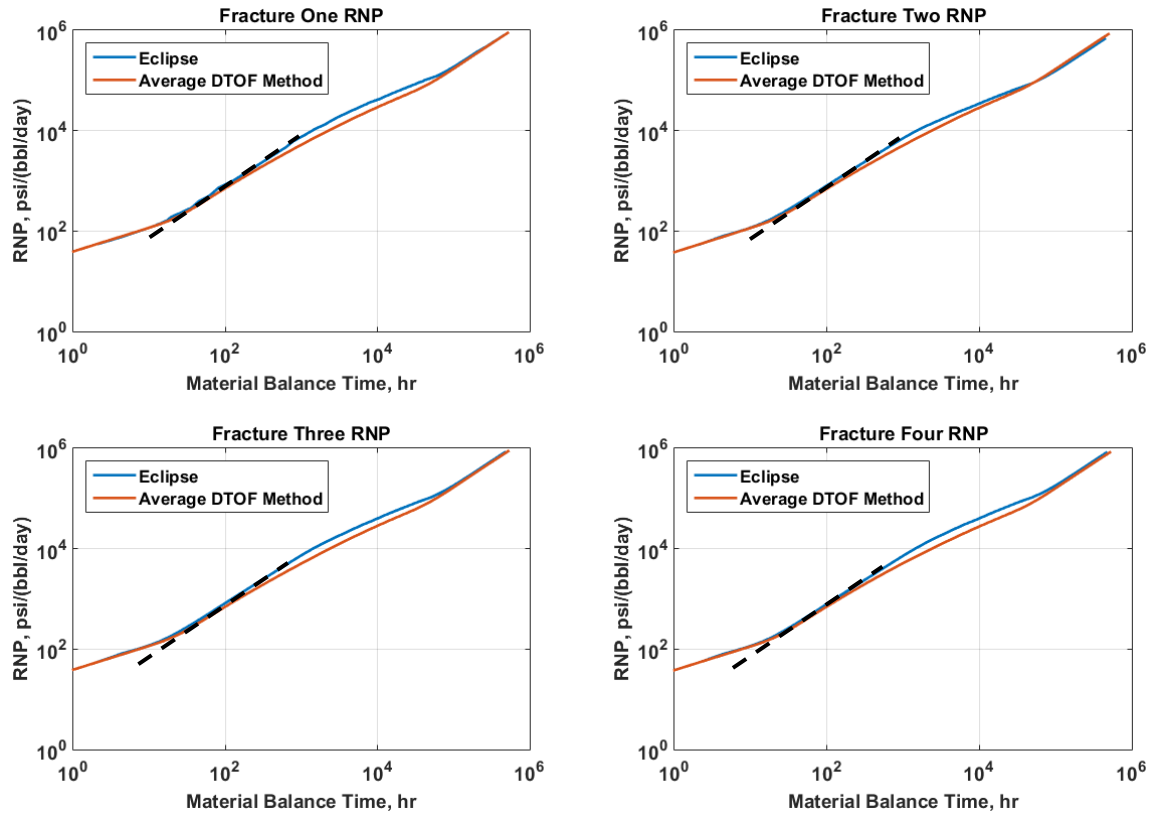 Fracture One RNP
10^6
10^4
10^2
10^0
RNP, psi/(bbl/day)
Eclipse
Average DTOF Method
10^0 10^2 10^4 10^6
Material Balance Time, hr
Fracture Two RNP
10^6
10^4
10^2
10^0
RNP, psi/(bbl/day)
Eclipse
Average DTOF Method
10^0 10^2 10^4 10^6
Material Balance Time, hr
Fracture Three RNP
10^6
10^4
10^2
10^0
RNP, psi/(bbl/day)
Eclipse
Average DTOF Method
10^0 10^2 10^4 10^6
Material Balance Time, hr
Fracture Four RNP
10^6
10^4
10^2
10^0
RNP, psi/(bbl/day)
Eclipse
Average DTOF Method
10^0 10^2 10^4 10^6
Material Balance Time, hr